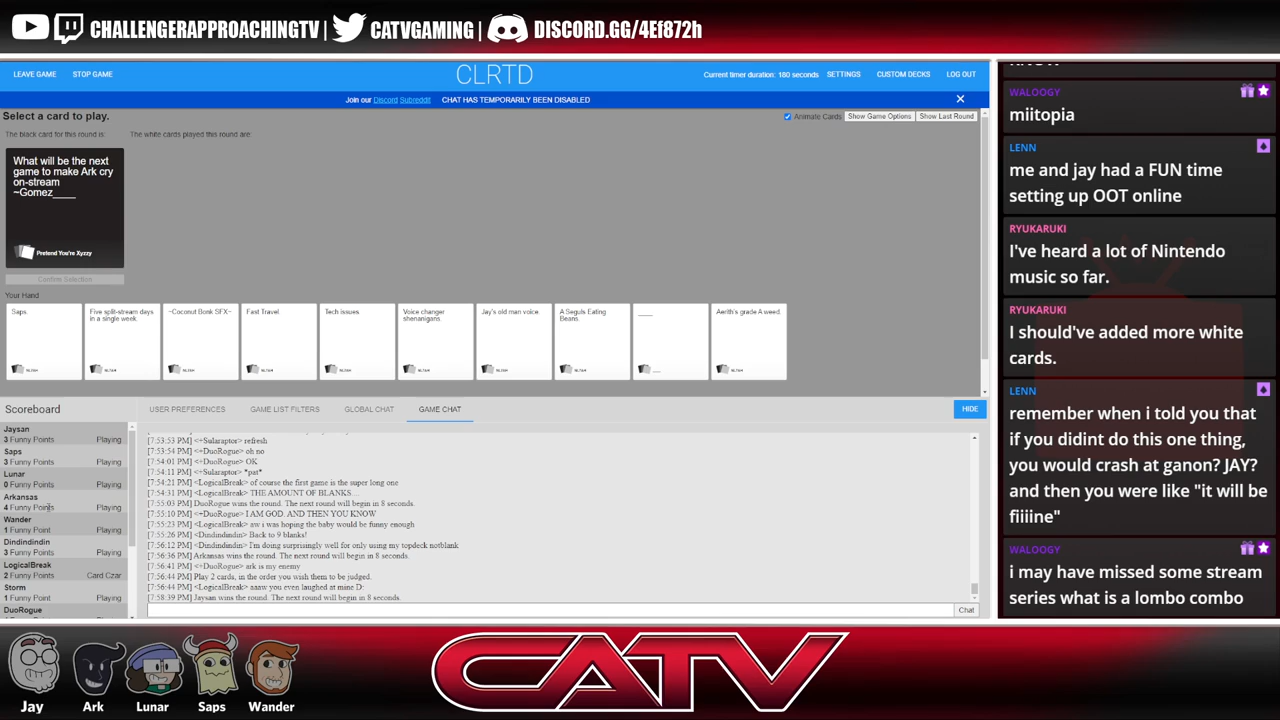 CHALLENGERAPPROACHINGTV | CATVGAMING | DISCORD.GG/4Ef872h
LEAVE GAME STOP GAME CLRTD Current timer duration: 180 seconds SETTINGS CUSTOM DECKS LOG OUT
Join our Discord Subreddit CHAT HAS TEMPORARILY BEEN DISABLED
Select a card to play. Animate Cards Show Game Options Show Last Round
The black card for this round is: The white cards played this round are:
What will be the next
game to make Ark cry
on-stream
~Gomez____
Pretend You're Xyzzy
Confirm Selection
Your Hand
Saps.
Five split-stream days
in a single week.
~Coconut Bonk SFX~
Fast Travel
Tech issues.
Voice changer
shenanigans.
Jay's old man voice
A Seguls Eating
Beans.
____
Aerith's grade A weed.
Scoreboard
USER PREFERENCES GAME LIST FILTERS GLOBAL CHAT GAME CHAT HIDE
Jaysan
3 Funny Points Playing
Saps
3 Funny Points Playing
Lunar
0 Funny Points Playing
Arkansas
4 Funny Points Playing
Wander
1 Funny Point Playing
Dindindindin
3 Funny Points Playing
LogicalBreak
2 Funny Points Card Czar
Storm
1 Funny Point Playing
DuoRogue
[7:53:53 PM] <+Sularaptor> refresh
[7:53:54 PM] <+DuoRogue> oh no
[7:54:01 PM] <+DuoRogue> OK
[7:54:11 PM] <+Sularaptor> *pat*
[7:54:21 PM] <LogicalBreak> of course the first game is the super long one
[7:54:31 PM] <LogicalBreak> THE AMOUNT OF BLANKS...
[7:55:03 PM] DuoRogue wins the round. The next round will begin in 8 seconds.
[7:55:10 PM] <+DuoRogue> I AM GOD. AND THEN YOU KNOW
[7:55:23 PM] <LogicalBreak> aw i was hoping the baby would be funny enough
[7:55:26 PM] <Dindindindin> Back to 9 blanks!
[7:56:12 PM] <Dindindindin> I'm doing surprisingly well for only using my topdeck notblank
[7:56:36 PM] Arkansas wins the round. The next round will begin in 8 seconds.
[7:56:41 PM] <+DuoRogue> ark is my enemy
[7:56:44 PM] Play 2 cards, in the order you wish them to be judged.
[7:56:44 PM] <LogicalBreak> aaaw you even laughed at mine D:
[7:58:39 PM] Jaysan wins the round. The next round will begin in 8 seconds.
Chat
WALOOGY
miitopia
LENN
me and jay had a FUN time
setting up OOT online
RYUKARUKI
I've heard a lot of Nintendo
music so far.
RYUKARUKI
I should've added more white
cards.
LENN
remember when i told you that
if you didint do this one thing,
you would crash at ganon? JAY?
and then you were like "it will be
fiiiine"
WALOOGY
i may have missed some stream
series what is a lombo combo
Jay Ark Lunar Saps Wander
CATV